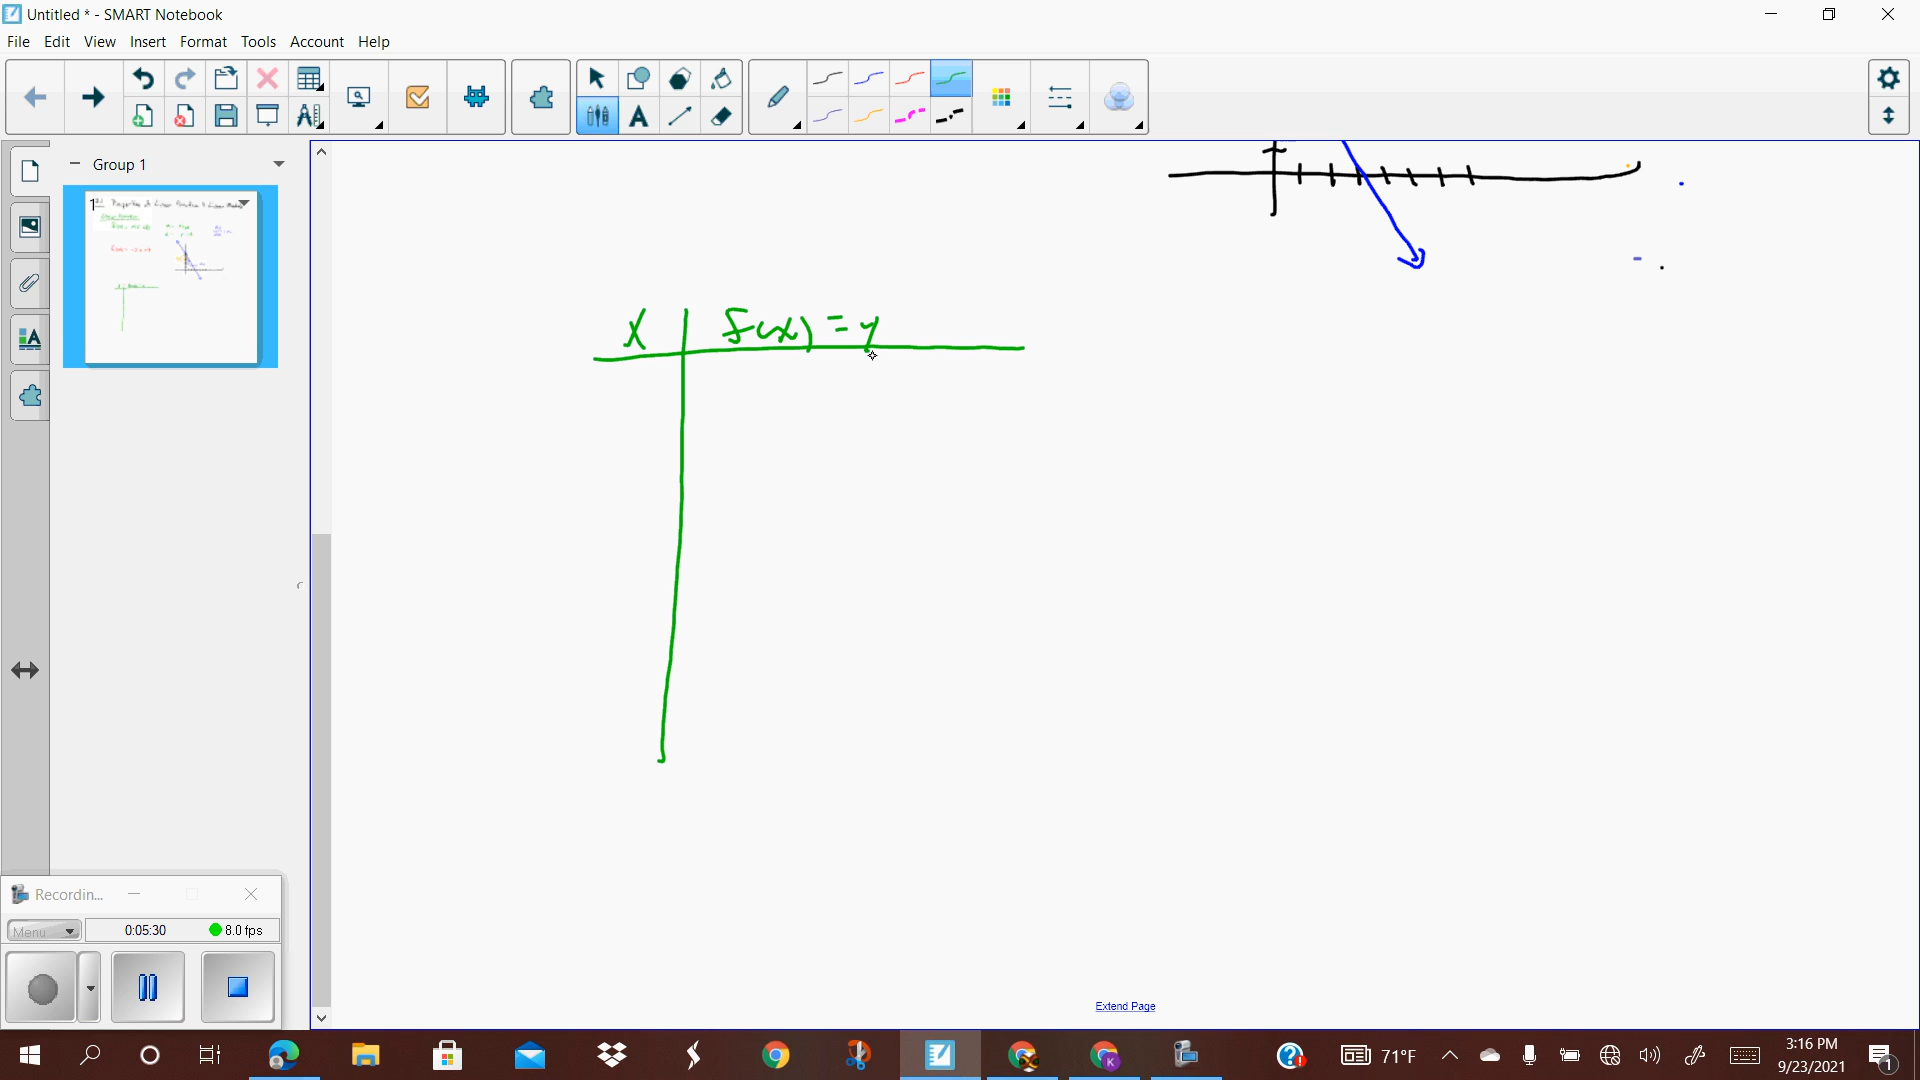 Untitled * - SMART Notebook
File Edit View Insert Format Tools Account Help
Group 1
x f(x) = y
Recordin...
Menu 0:05:30 8.0 fps
Extend Page
71°F
3:16 PM
9/23/2021
1